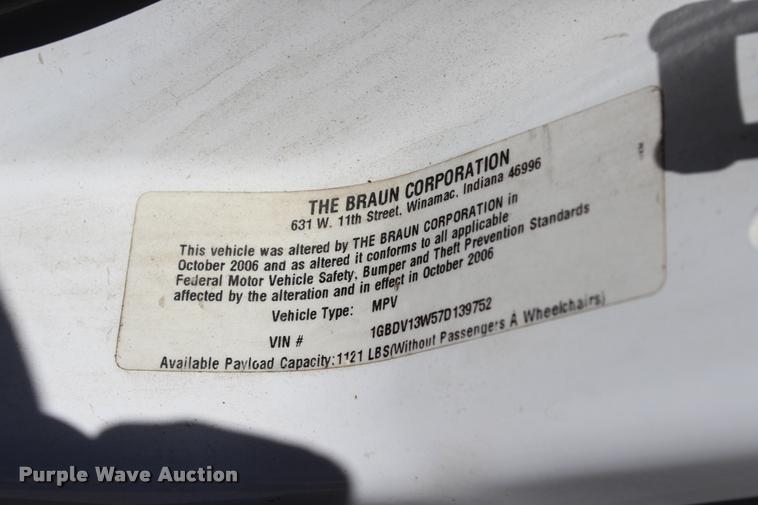 THE BRAUN CORPORATION
631 W. 11th Street, Winamac, Indiana 46996
This vehicle was altered by THE BRAUN CORPORATION in
October 2006 and as altered it conforms to all applicable
Federal Motor Vehicle Safety, Bumper and Theft Prevention Standards
affected by the alteration and in effect in October 2006
Vehicle Type: MPV
VIN # 1GBDV13W57D139752
Available Payload Capacity:1121 LBS(Without Passengers & Wheelchairs)
Purple Wave Auction